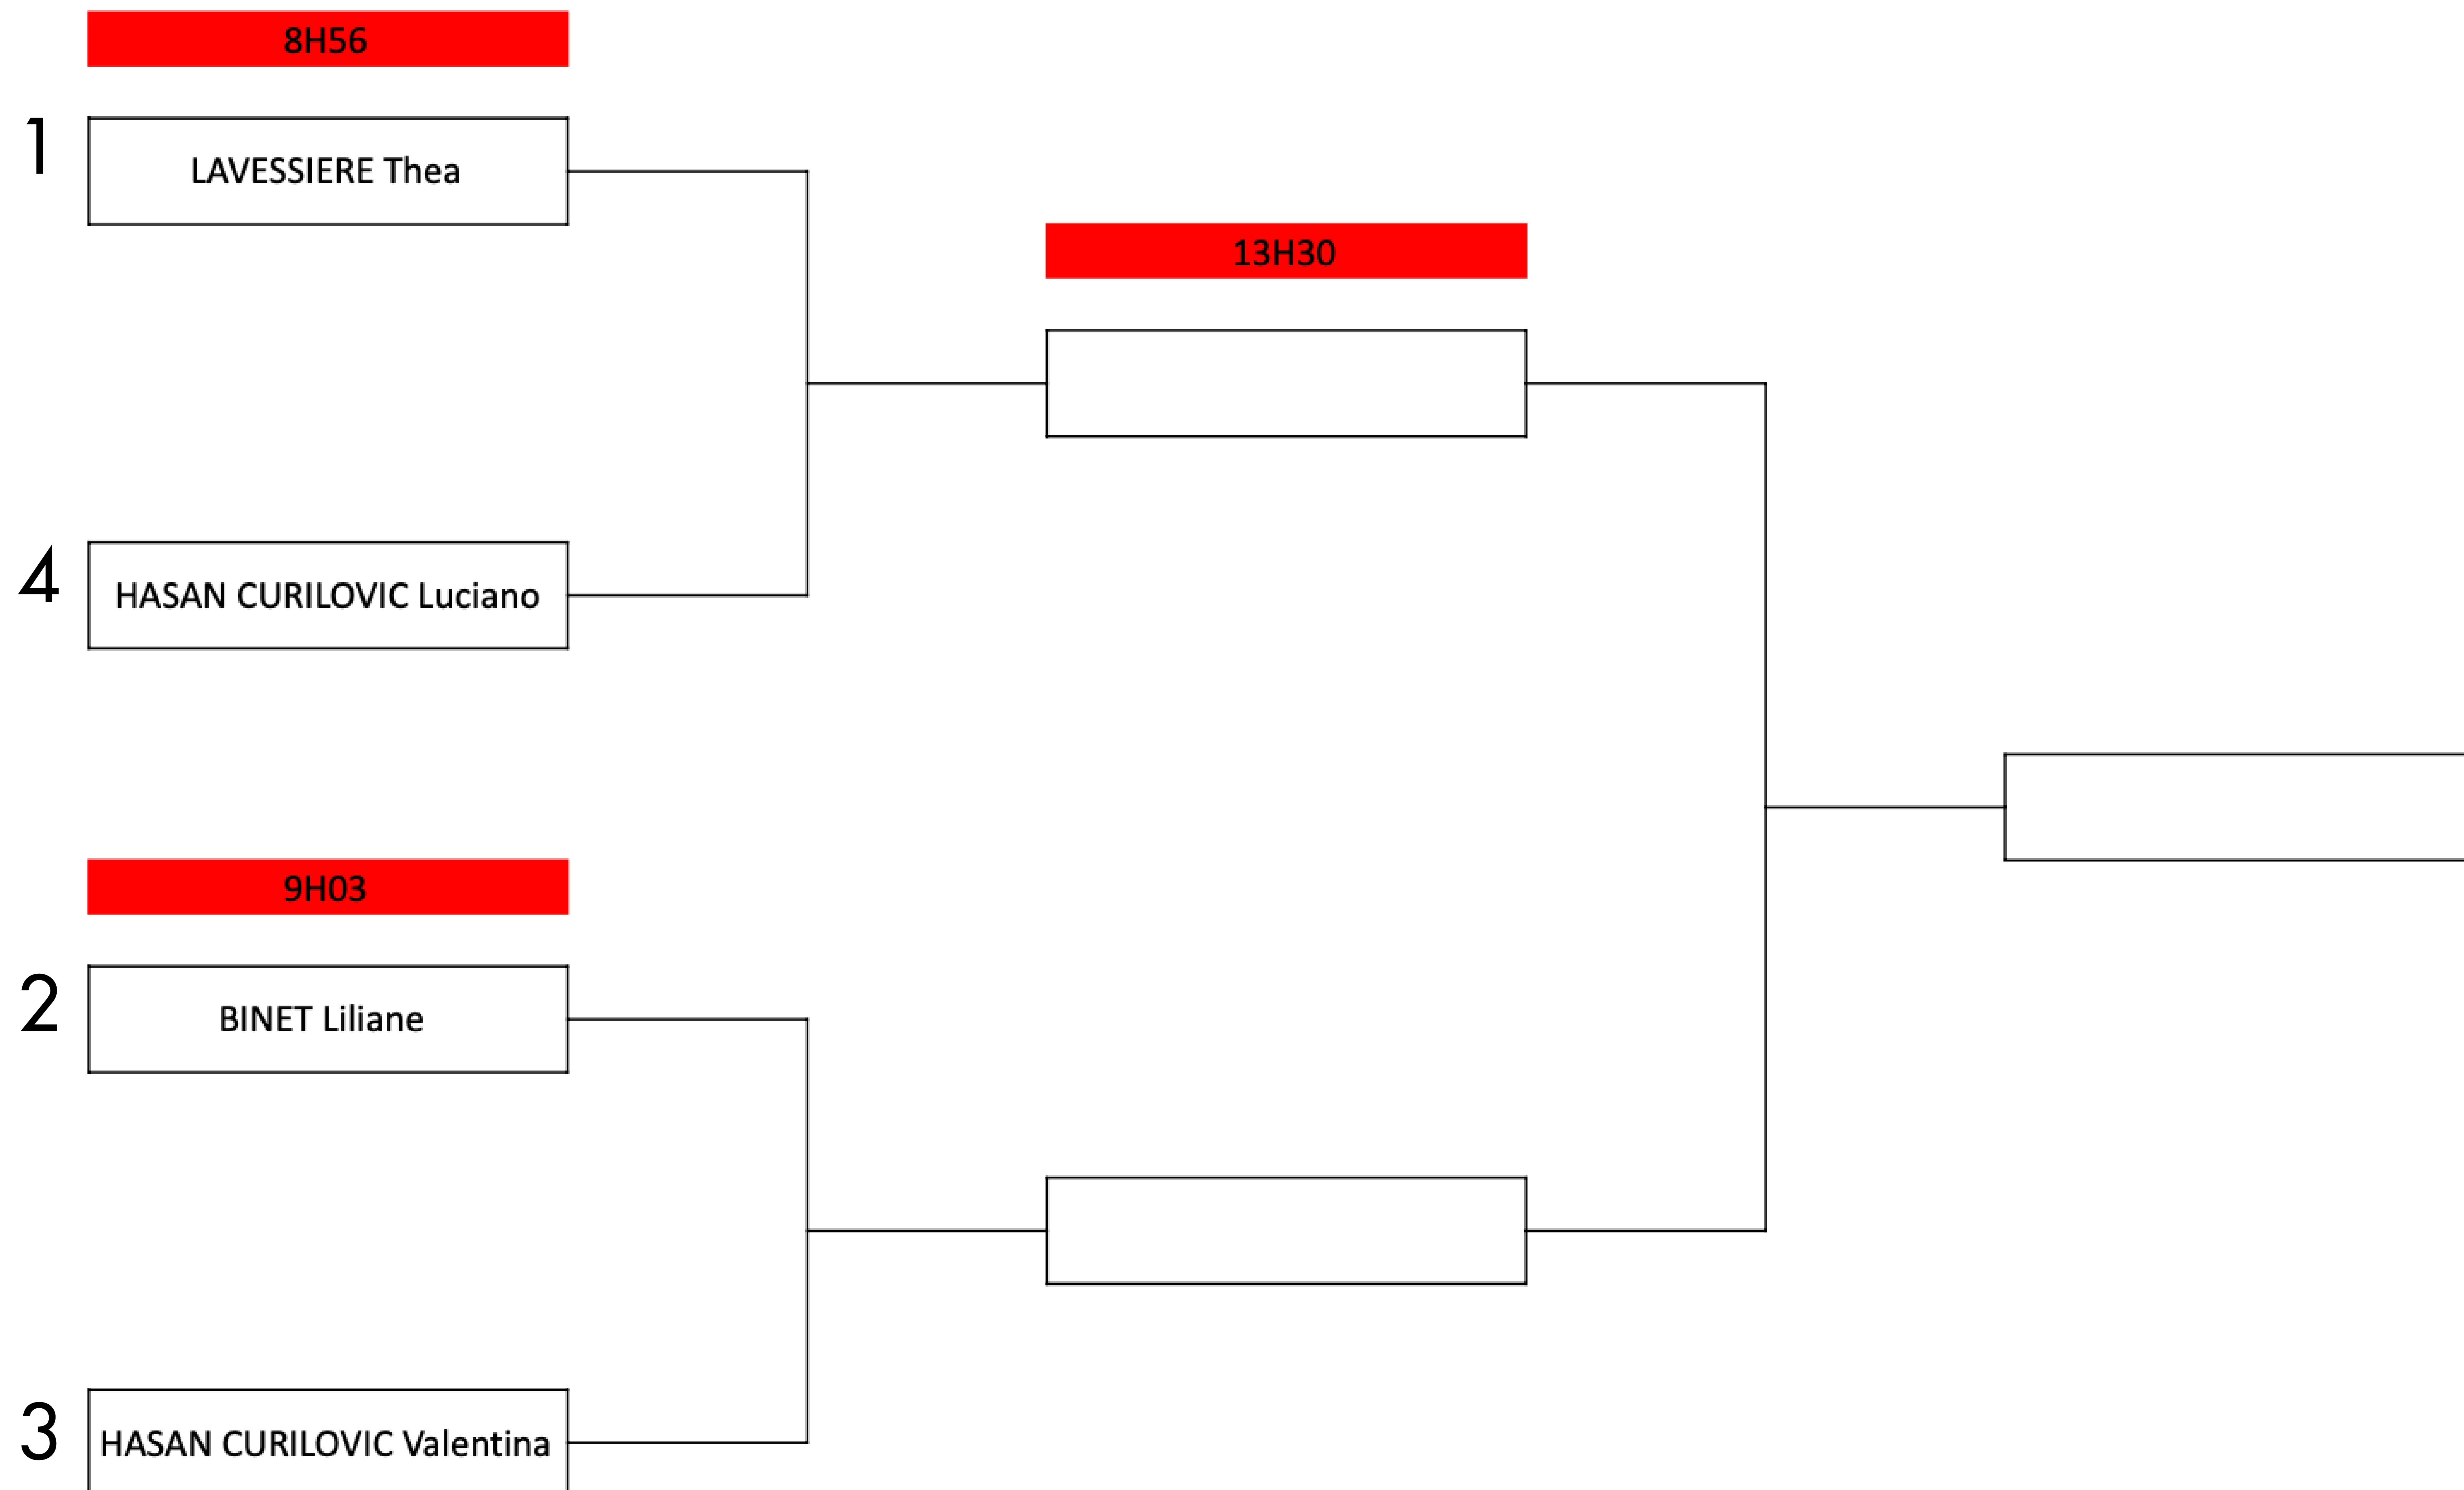 8H56
1
LAVESSIERE Thea
13H30
4
HASAN CURILOVIC Luciano
9H03
2
BINET Liliane
3
HASAN CURILOVIC Valentina